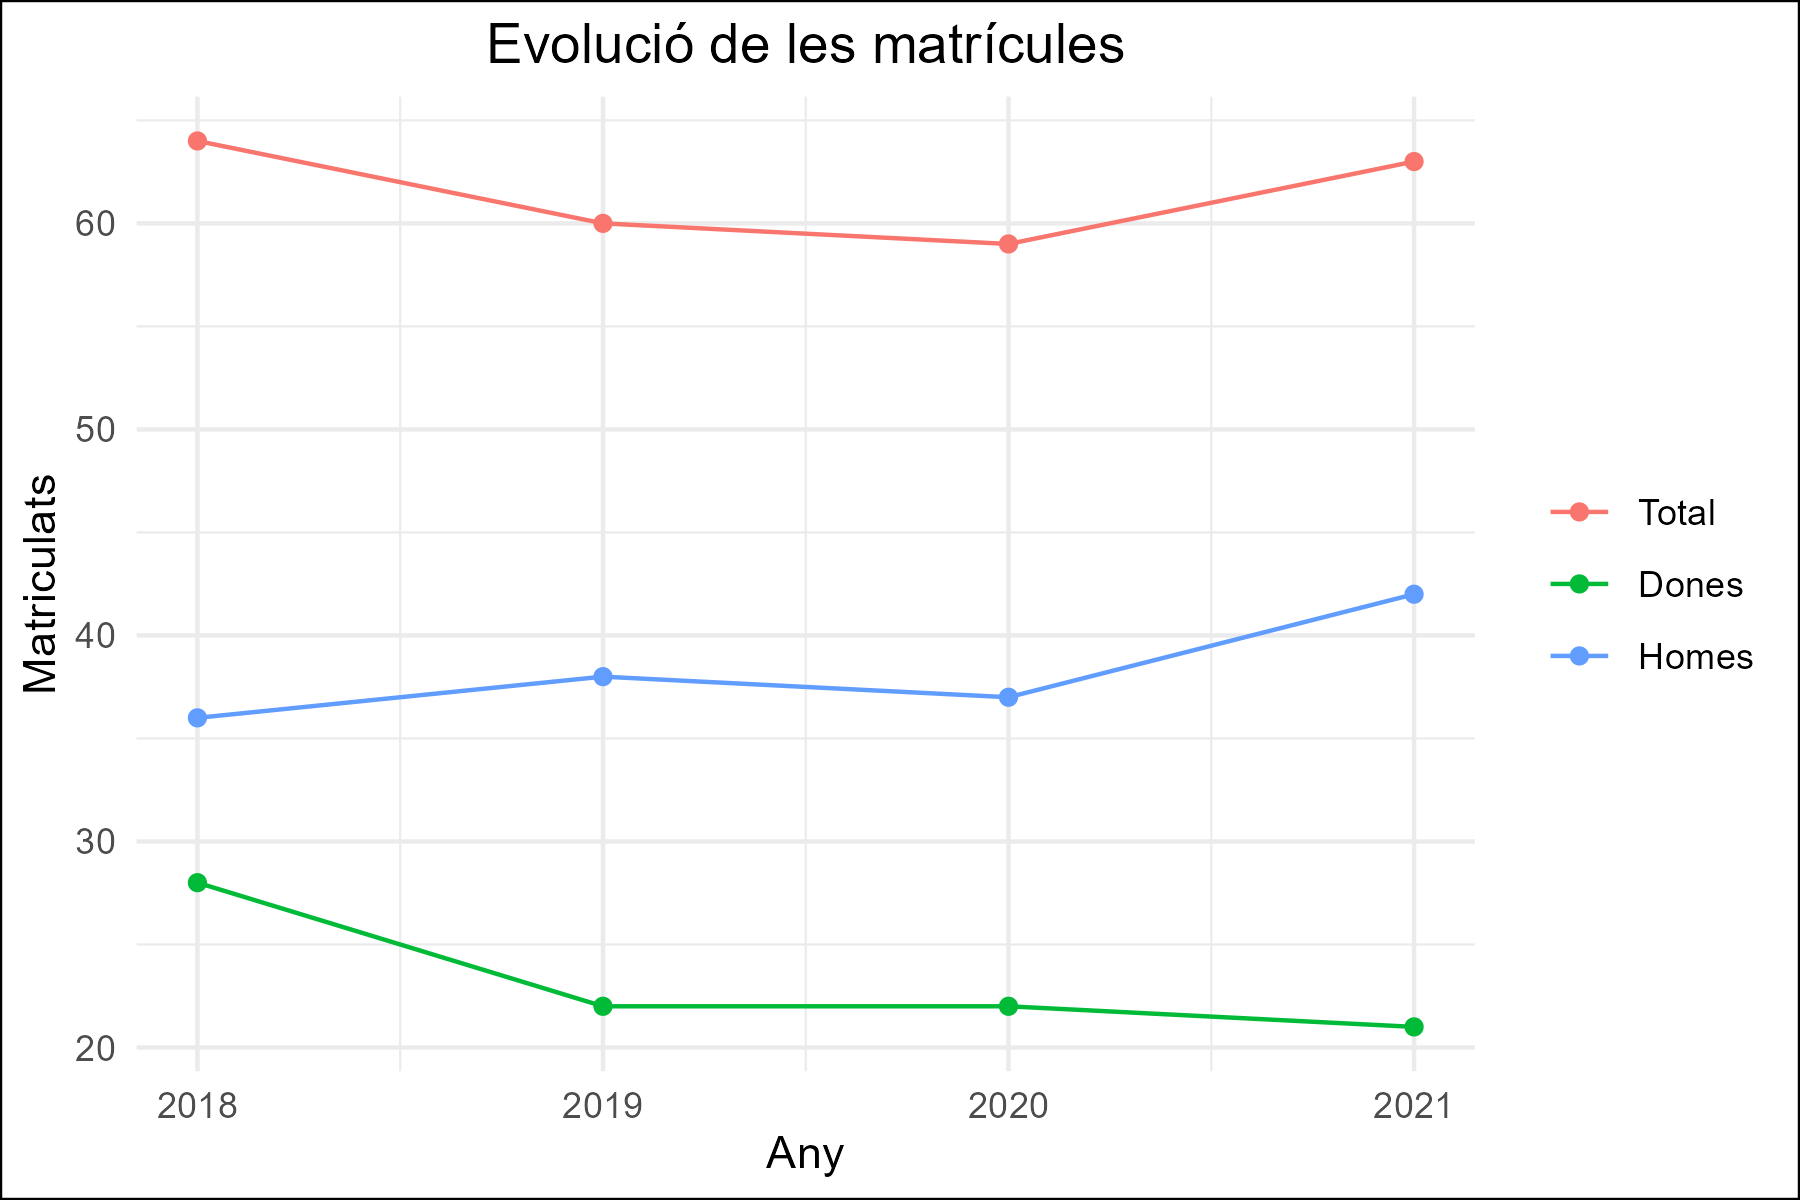 Evolució de les matrícules
Matriculats
60
50
40
30
20
2018 2019 2020 2021
Any
Total
Dones
Homes